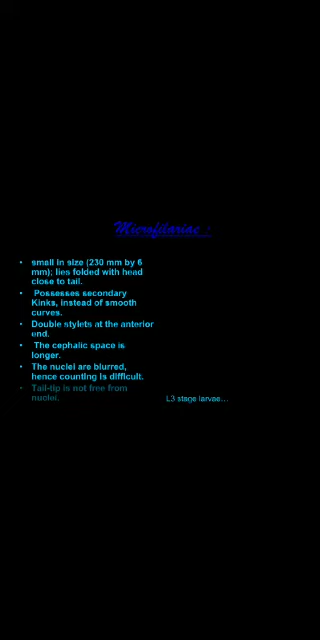 Microfilariae :
• small in size (230 mm by 6
mm); lies folded with head
close to tail.
• Possesses secondary
Kinks, instead of smooth
curves.
• Double stylets at the anterior
end.
• The cephalic space is
longer.
• The nuclei are blurred,
hence counting is difficult.
• Tail-tip is not free from
nuclei.
L3 stage larvae…